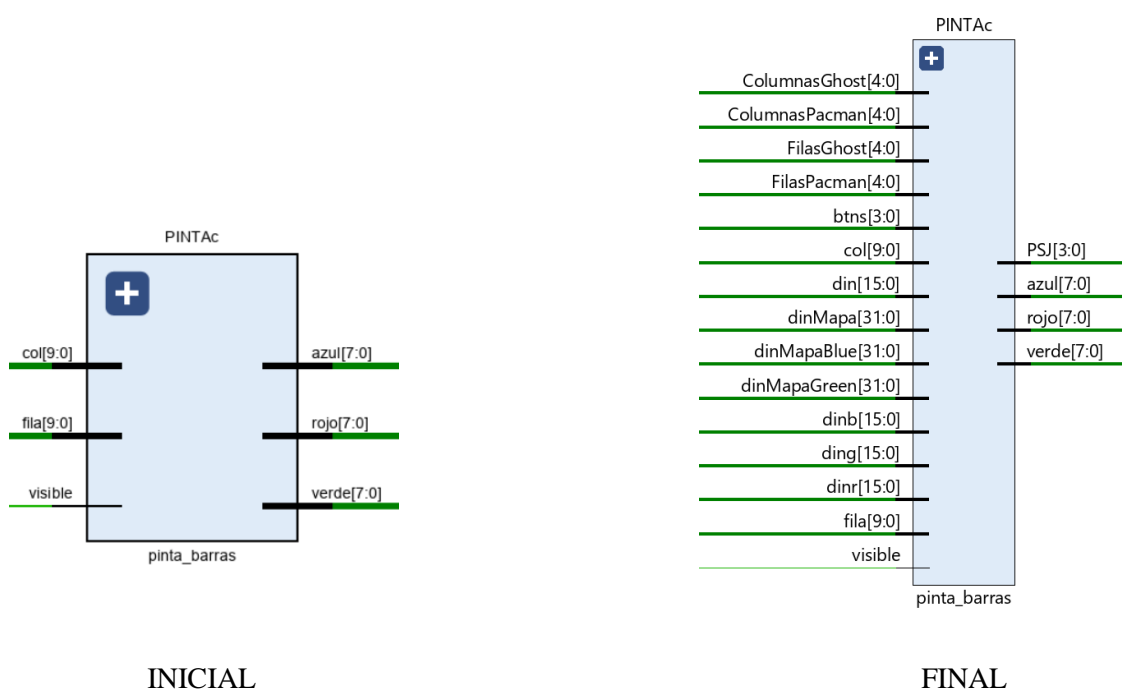 PINTAc
col[9:0]
fila[9:0]
visible
azul[7:0]
rojo[7:0]
verde[7:0]
pinta_barras
INICIAL
PINTAc
ColumnasGhost[4:0]
ColumnasPacman[4:0]
FilasGhost[4:0]
FilasPacman[4:0]
btns[3:0]
col[9:0]
din[15:0]
dinMapa[31:0]
dinMapaBlue[31:0]
dinMapaGreen[31:0]
dinb[15:0]
ding[15:0]
dinr[15:0]
fila[9:0]
visible
PSJ[3:0]
azul[7:0]
rojo[7:0]
verde[7:0]
pinta_barras
FINAL